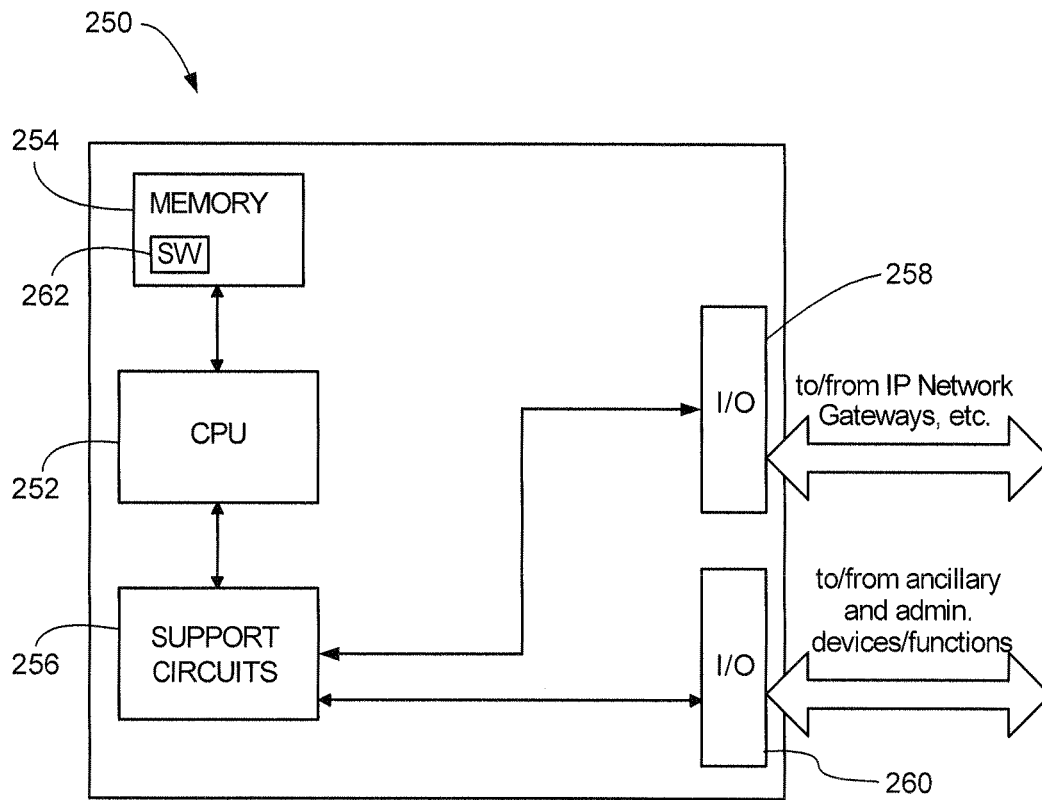 250
254
MEMORY
SW
262
258
I/O
to/from IP Network
Gateways, etc.
CPU
252
to/from ancillary
and admin.
devices/functions
SUPPORT
CIRCUITS
256
I/O
260